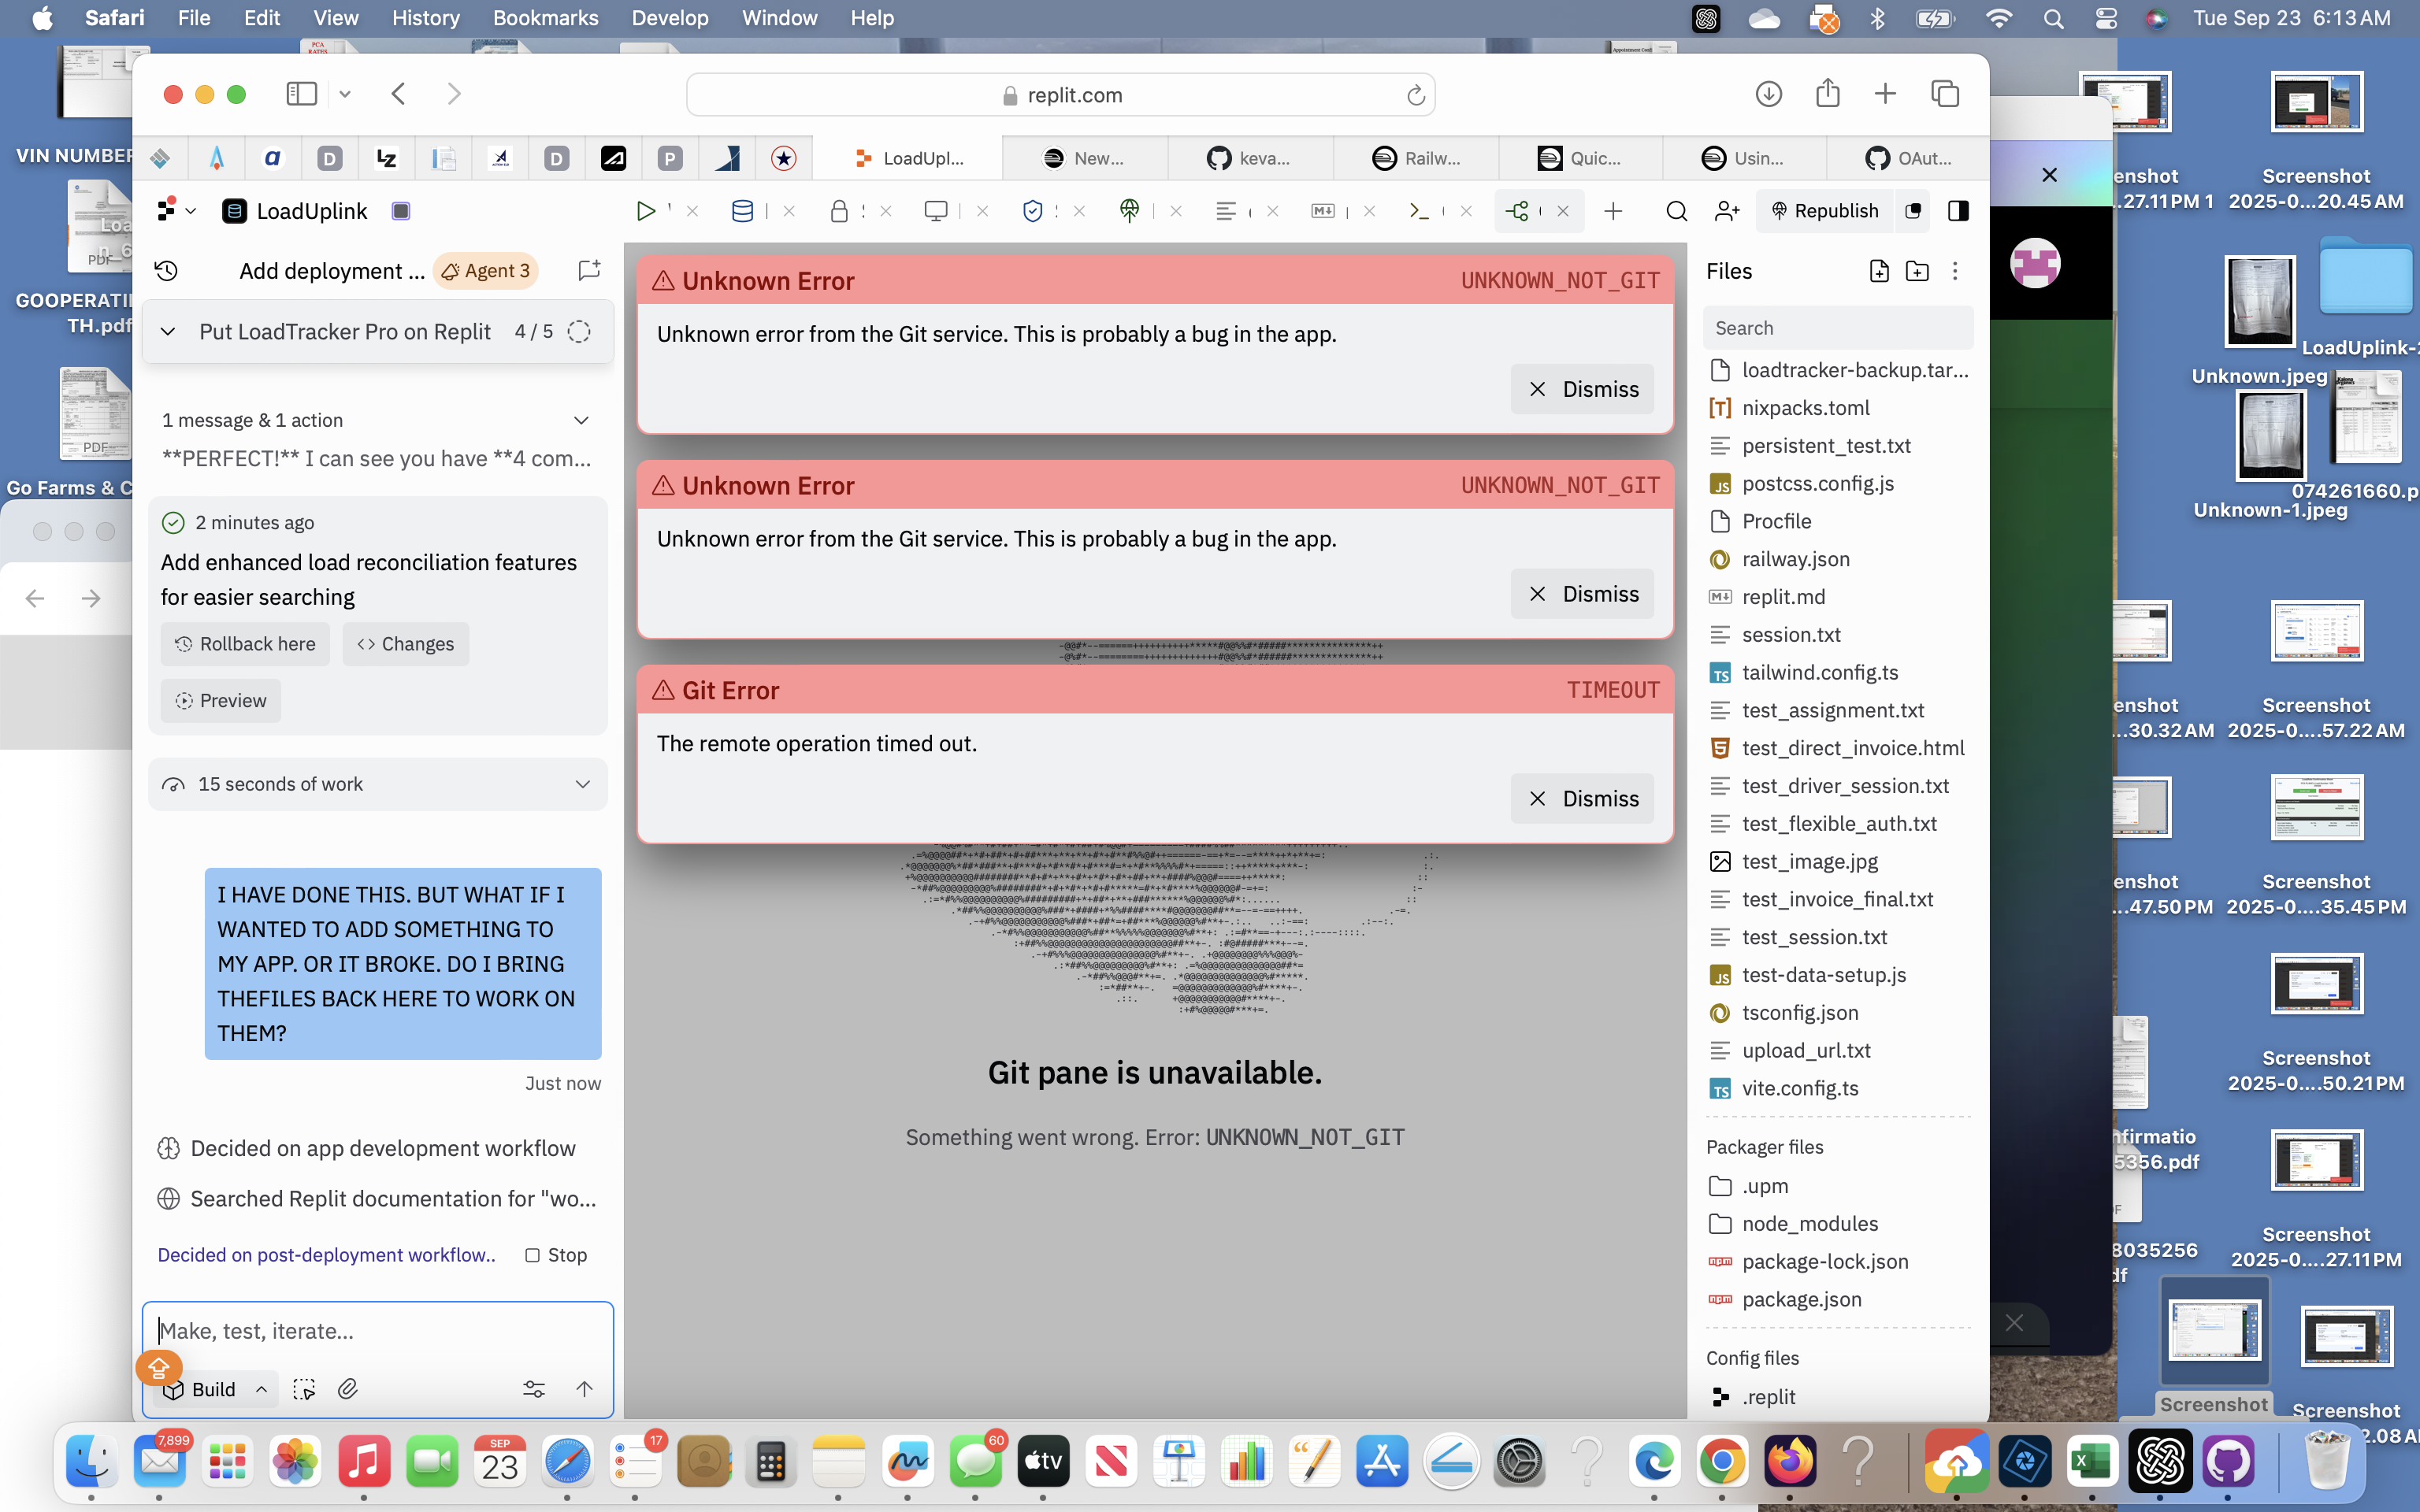 Safari File Edit View History Bookmarks Develop Window Help
Tue Sep 23 6:13 AM
PCA
RATES
VIN NUMBER
PDF
GOOPERATI
TH.pdf
PDF
Go Farms & C
replit.com
LoadUpl...
New...
keva...
Railw...
Quic...
Usin...
OAut...
LoadUplink
Republish
Add deployment ...
Agent 3
Put LoadTracker Pro on Replit 4 / 5
1 message & 1 action
**PERFECT!** I can see you have **4 com...
2 minutes ago
Add enhanced load reconciliation features
for easier searching
Rollback here
Changes
Preview
15 seconds of work
I HAVE DONE THIS. BUT WHAT IF I
WANTED TO ADD SOMETHING TO
MY APP. OR IT BROKE. DO I BRING
THEFILES BACK HERE TO WORK ON
THEM?
Just now
Decided on app development workflow
Searched Replit documentation for "wo...
Decided on post-deployment workflow..
Stop
Make, test, iterate...
Build
Unknown Error UNKNOWN_NOT_GIT
Unknown error from the Git service. This is probably a bug in the app.
Dismiss
Unknown Error UNKNOWN_NOT_GIT
Unknown error from the Git service. This is probably a bug in the app.
Dismiss
Git Error TIMEOUT
The remote operation timed out.
Dismiss
Git pane is unavailable.
Something went wrong. Error: UNKNOWN_NOT_GIT
Files
Search
loadtracker-backup.tar...
nixpacks.toml
persistent_test.txt
postcss.config.js
Procfile
railway.json
replit.md
session.txt
tailwind.config.ts
test_assignment.txt
test_direct_invoice.html
test_driver_session.txt
test_flexible_auth.txt
test_image.jpg
test_invoice_final.txt
test_session.txt
test-data-setup.js
tsconfig.json
upload_url.txt
vite.config.ts
Packager files
.upm
node_modules
package-lock.json
package.json
Config files
.replit
enshot
...27.11 PM 1
Screenshot
2025-0....20.45 AM
LoadUplink-
Unknown.jpeg
074261660.p
Unknown-1.jpeg
enshot
...30.32 AM
Screenshot
2025-0....57.22 AM
enshot
...47.50 PM
Screenshot
2025-0....35.45 PM
Screenshot
2025-0....50.21 PM
nfirmatio
5356.pdf
Screenshot
2025-0....27.11 PM
8035256
df
Screenshot
Screenshot
2.08 A
7,899
SEP
23
17
60
tv